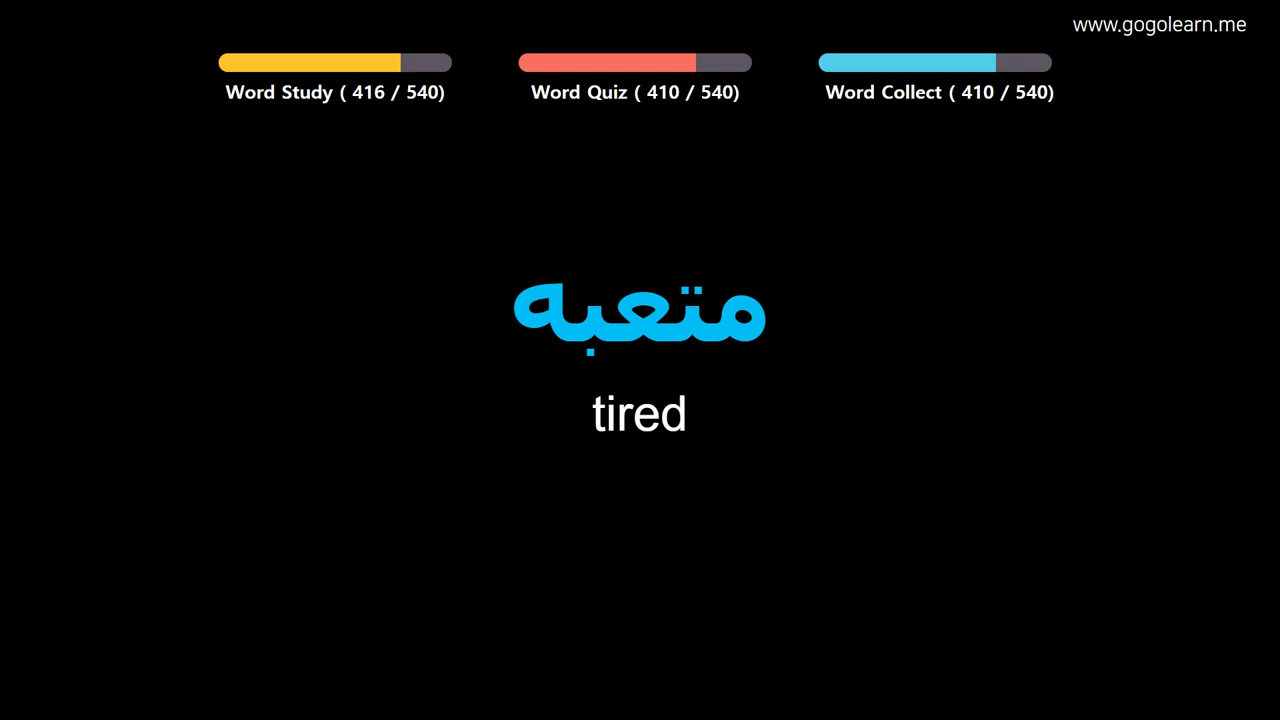 www.gogolearn.me
Word Study ( 416 / 540)
Word Quiz ( 410 / 540)
Word Collect ( 410 / 540)
متعبه
tired